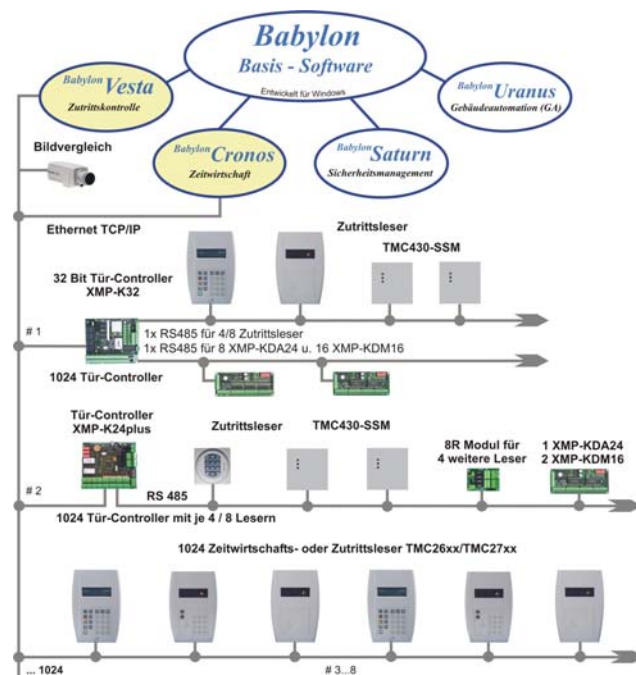 Babylon
Basis - Software
Entwickelt für Windows
Babylon Vesta
Zutrittskontrolle
Babylon Uranus
Gebäudeautomation (GA)
Babylon Cronos
Zeitwirtschaft
Babylon Saturn
Sicherheitsmanagement
Bildvergleich
Ethernet TCP/IP
Zutrittsleser
TMC430-SSM
32 Bit Tür-Controller
XMP-K32
# 1
1x RS485 für 4/8 Zutrittsleser
1x RS485 für 8 XMP-KDA24 u. 16 XMP-KDM16
1024 Tür-Controller
Tür-Controller
XMP-K24plus
Zutrittsleser
TMC430-SSM
8R Modul für
4 weitere Leser
1 XMP-KDA24
2 XMP-KDM16
# 2
RS 485
1024 Tür-Controller mit je 4 / 8 Lesern
1024 Zeitwirtschafts- oder Zutrittsleser TMC26xx/TMC27xx
... 1024
# 3...8